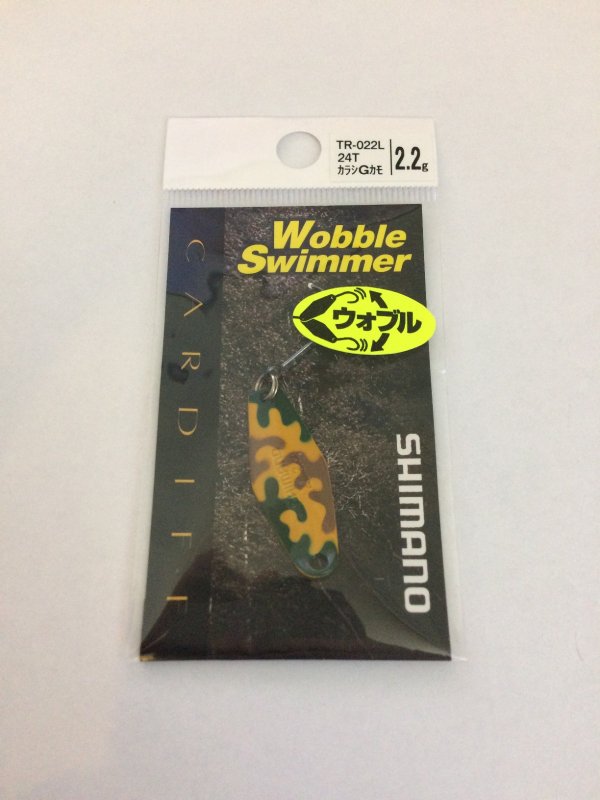 TR-022L
24T
カラシGカモ
2.2g
Wobble
Swimmer
ウォブル
CARDIFF
SHIMANO